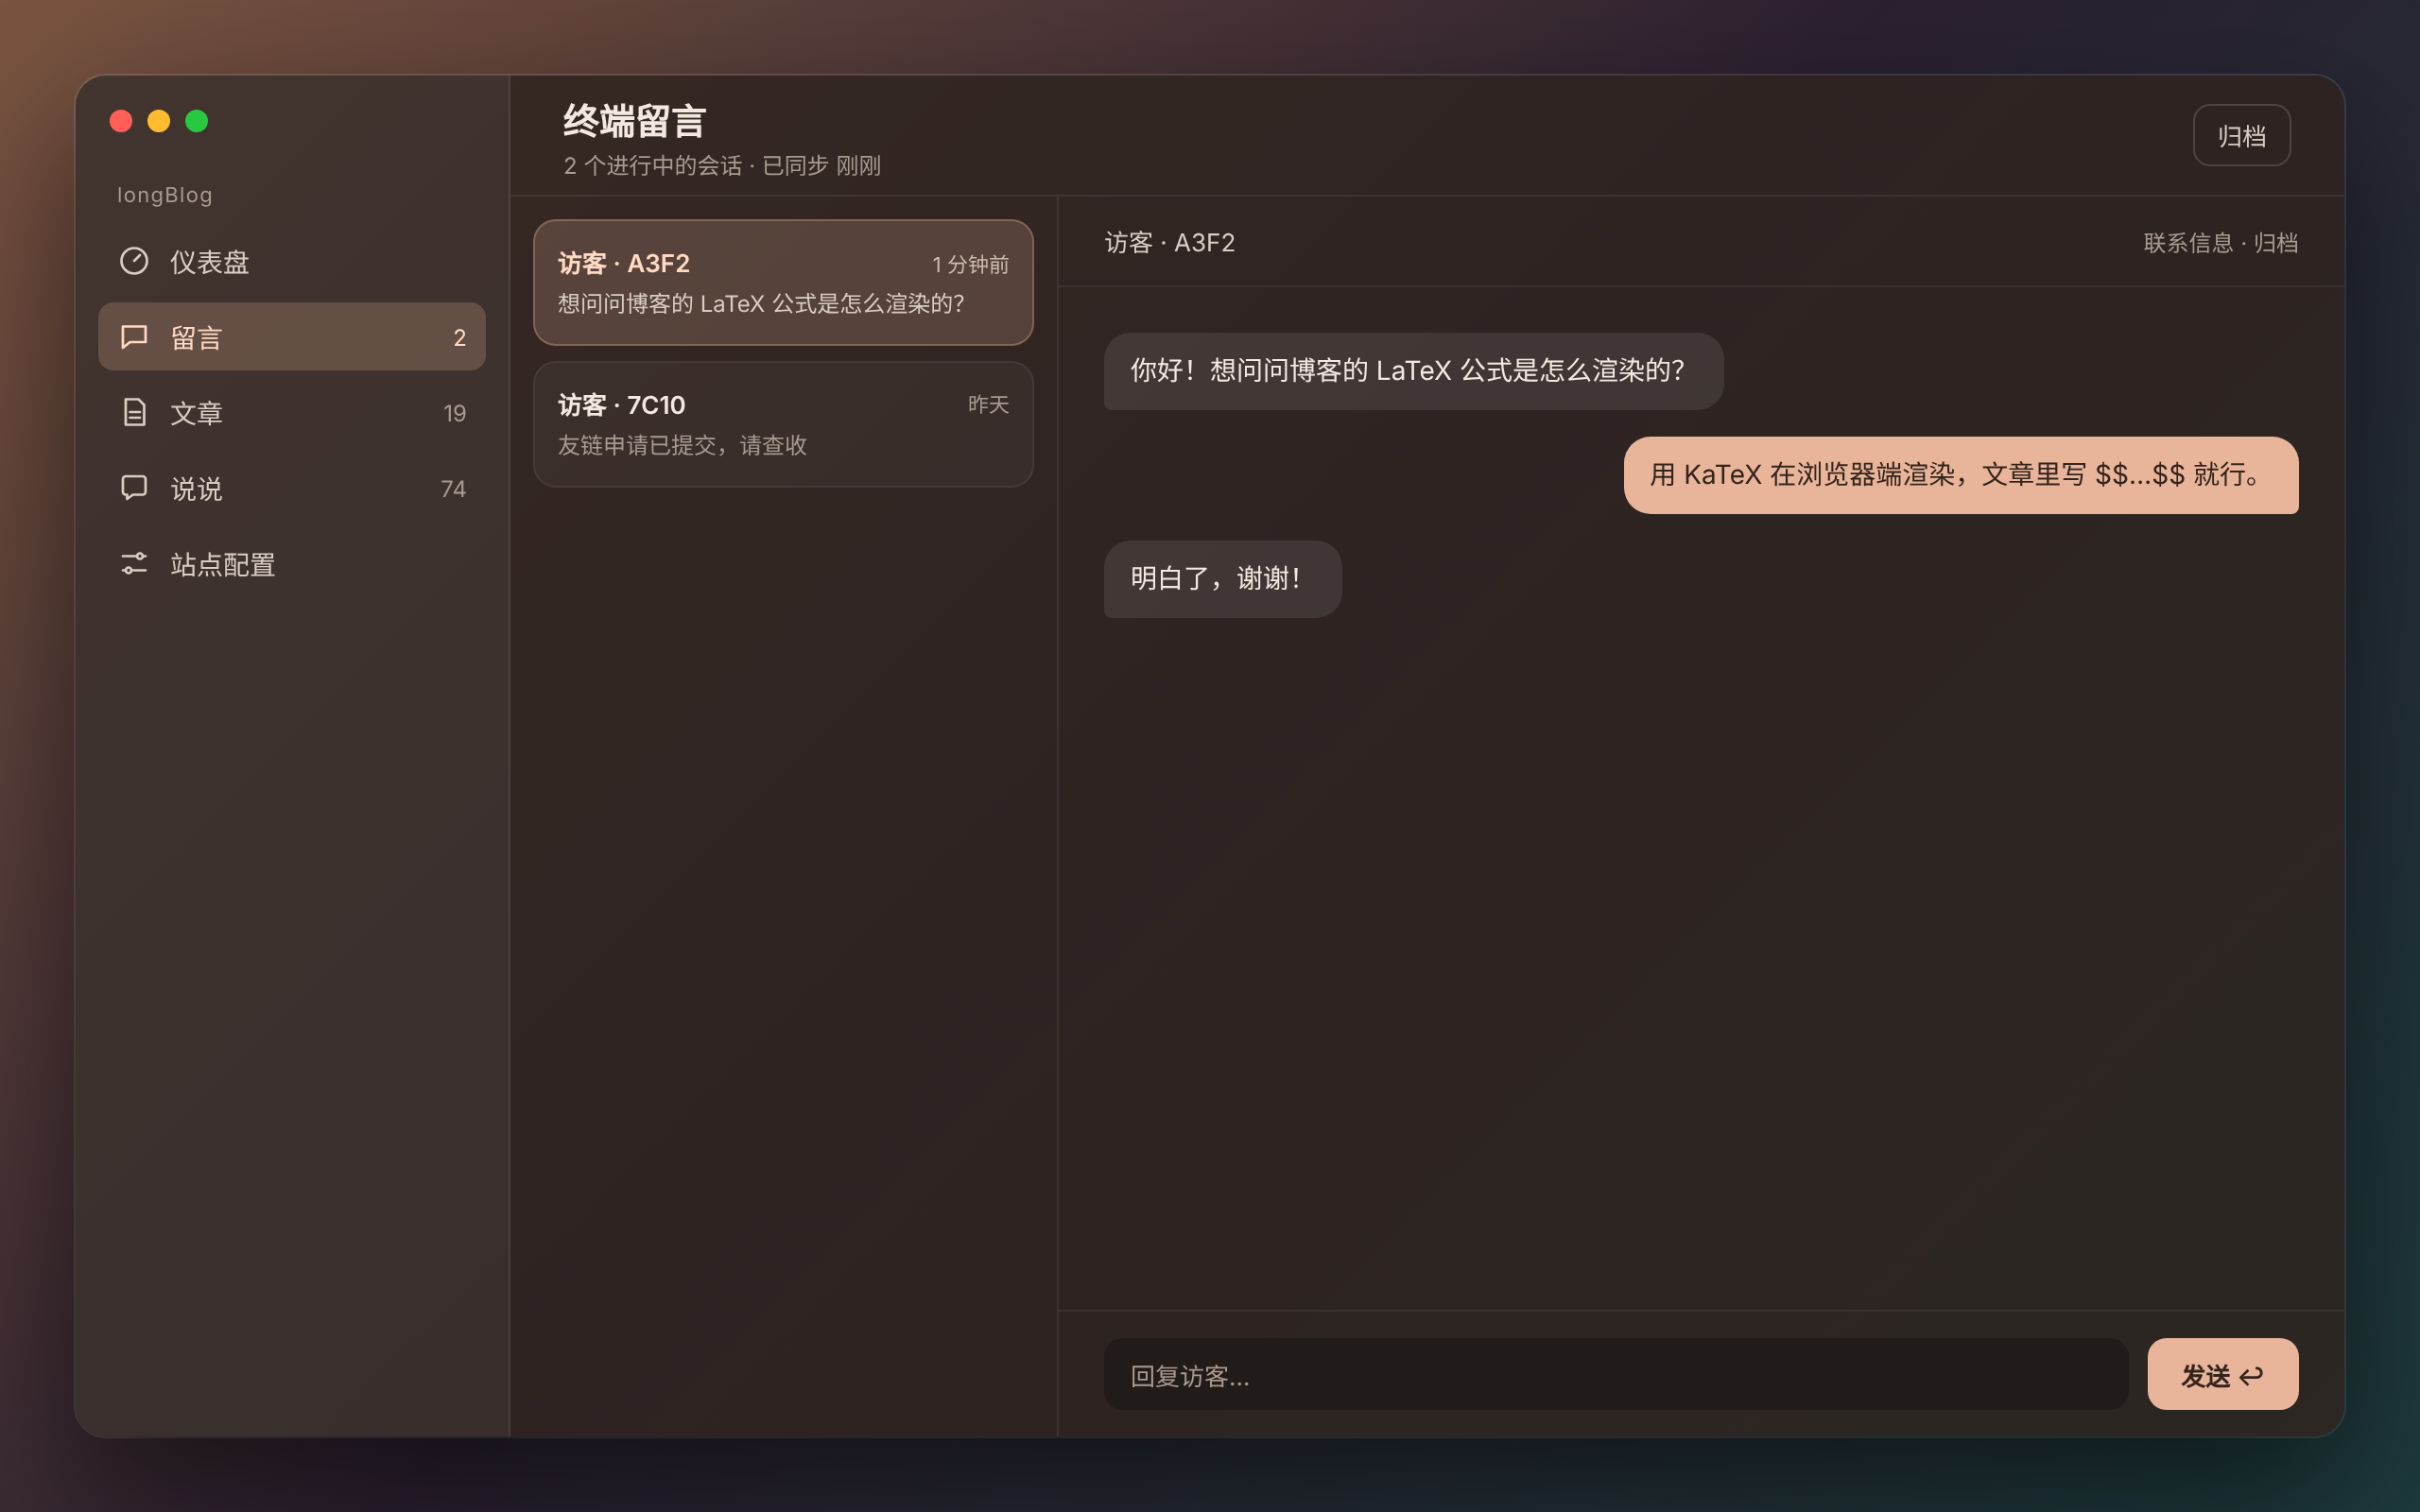 longBlog
仪表盘
留言 2
文章 19
说说 74
站点配置
终端留言
2 个进行中的会话 · 已同步 刚刚
归档
访客 · A3F2 1 分钟前
想问问博客的 LaTeX 公式是怎么渲染的？
访客 · 7C10 昨天
友链申请已提交，请查收
访客 · A3F2 联系信息 · 归档
你好！想问问博客的 LaTeX 公式是怎么渲染的？
用 KaTeX 在浏览器端渲染，文章里写 $$...$$ 就行。
明白了，谢谢！
回复访客...
发送 ↩